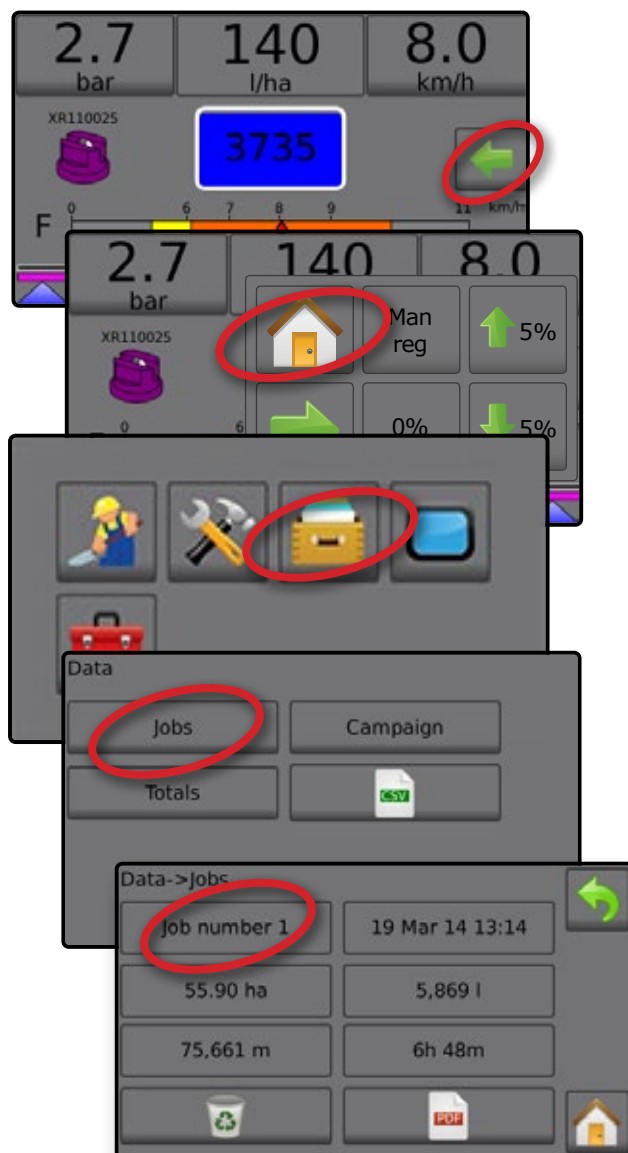 2.7 140 8.0
bar l/ha km/h
XR110025
3735
0 6 7 8 9 11 km/h
F
2.7 140 8.0
bar
XR110025
Man
reg
5%
0 6
0% 5%
Data
Jobs Campaign
Totals CSV
Data->Jobs
Job number 1 19 Mar 14 13:14
55.90 ha 5,869 l
75,661 m 6h 48m
PDF